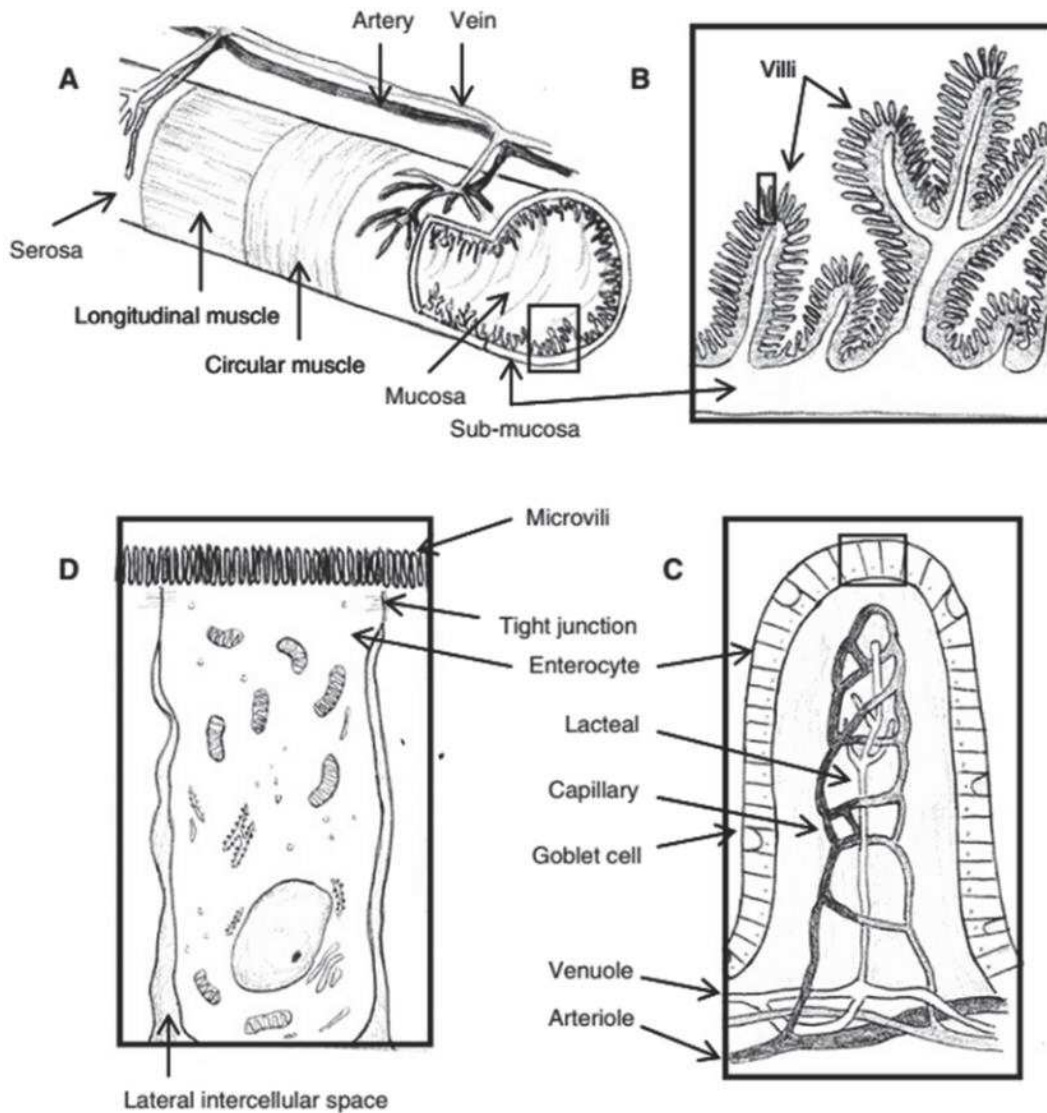 Artery
Vein
A
B
Villi
Serosa
Longitudinal muscle
Circular muscle
Mucosa
Sub-mucosa
Microvili
D
C
Tight junction
Enterocyte
Lacteal
Capillary
Goblet cell
Venuole
Arteriole
Lateral intercellular space